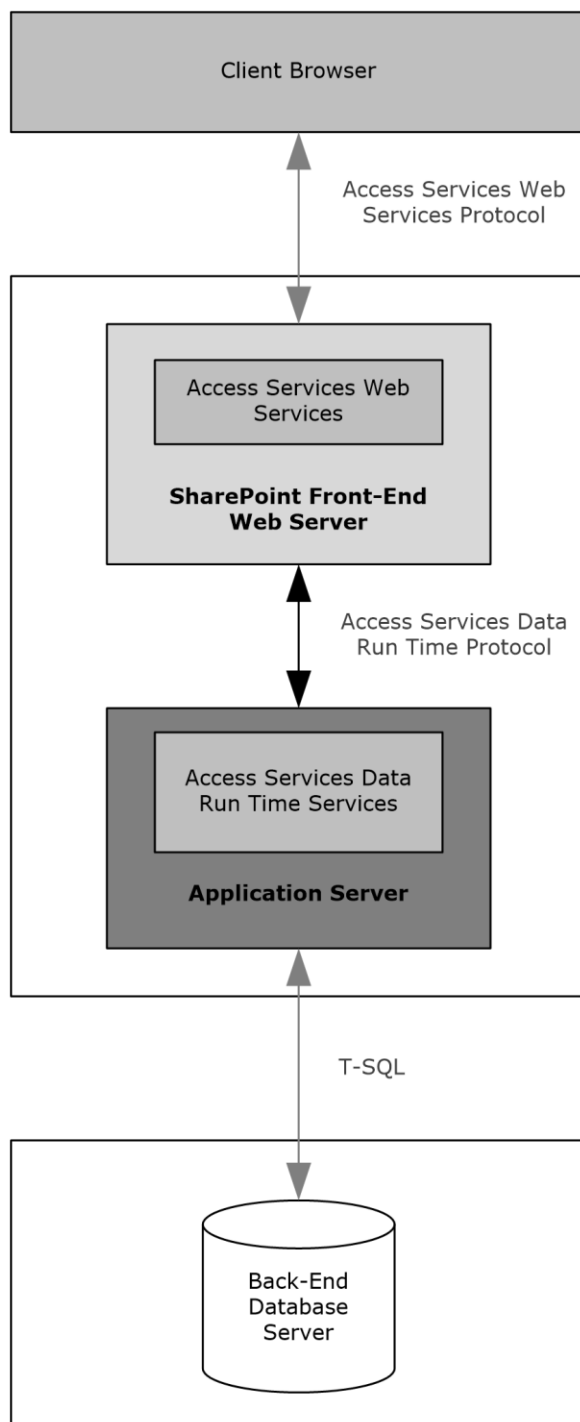 Client Browser
Access Services Web
Services Protocol
Access Services Web
Services
SharePoint Front-End
Web Server
Access Services Data
Run Time Protocol
Access Services Data
Run Time Services
Application Server
T-SQL
Back-End
Database
Server